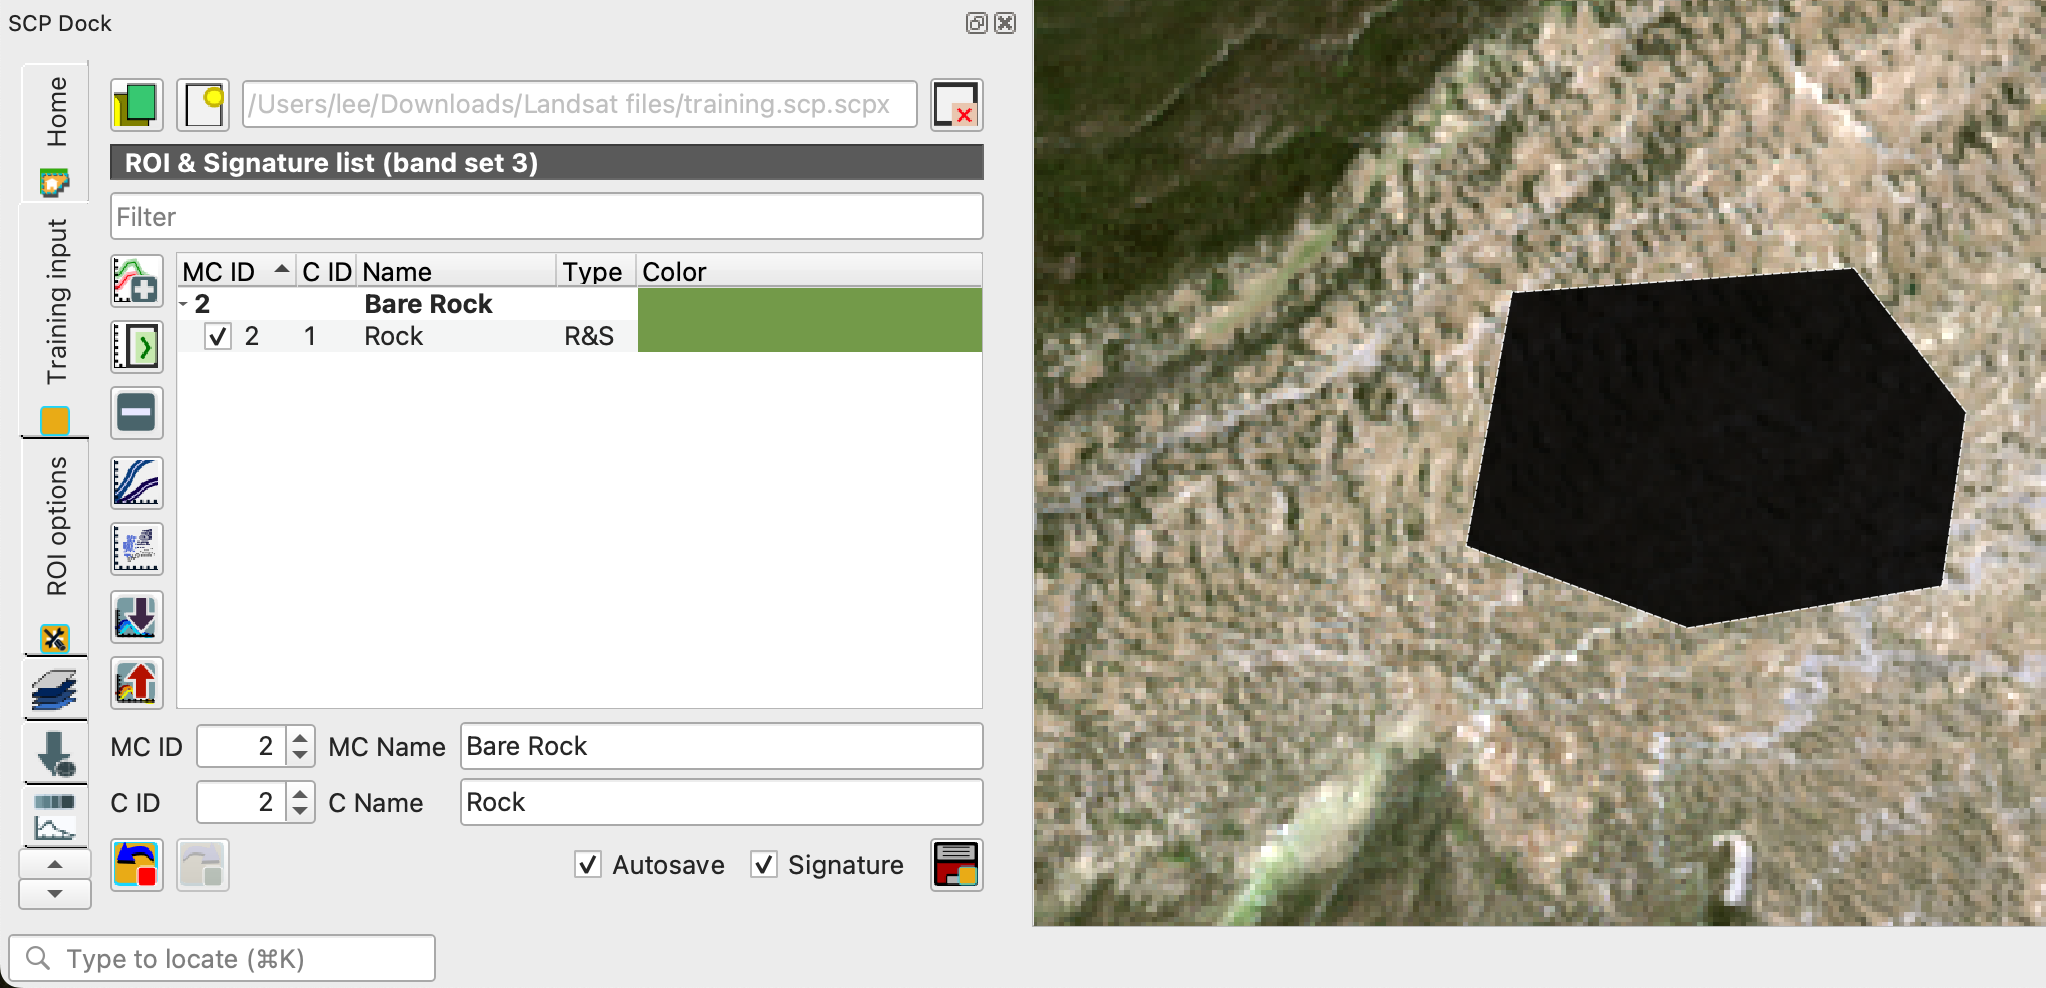 SCP Dock
Home
/Users/lee/Downloads/Landsat files/training.scp.scpx
ROI & Signature list (band set 3)
Filter
Training input
MC ID C ID Name Type Color
2 Bare Rock
2 1 Rock R&S
ROI options
MC ID 2 MC Name Bare Rock
C ID 2 C Name Rock
Autosave Signature
Type to locate (⌘K)